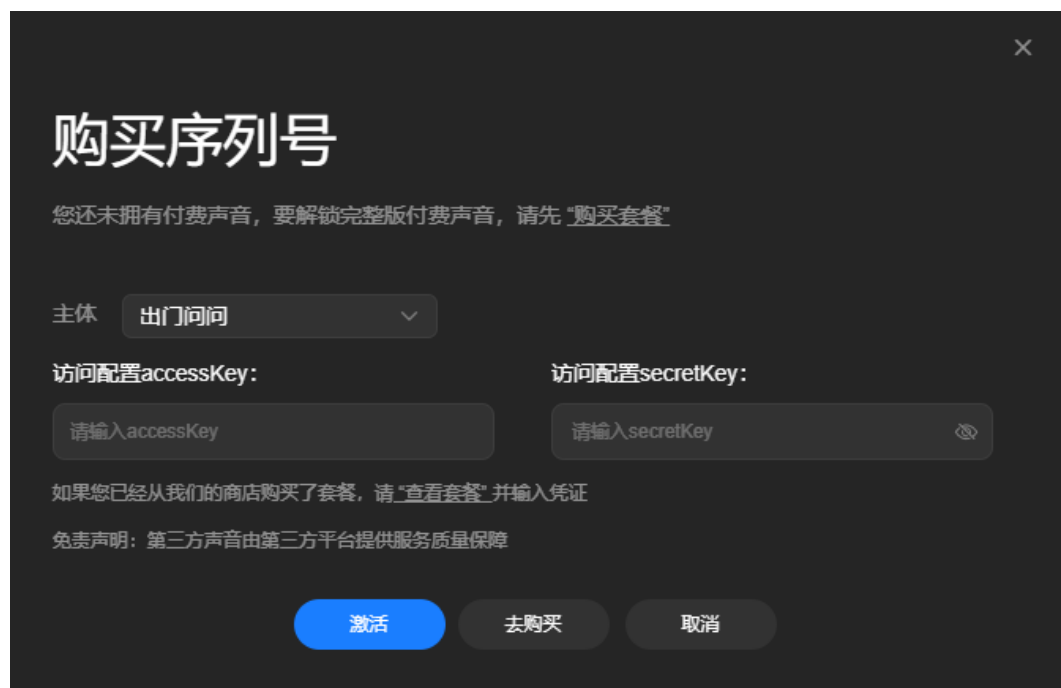 购买序列号
您还未拥有付费声音，要解锁完整版付费声音，请先 “购买套餐”
主体 出门问问
访问配置accessKey： 访问配置secretKey：
请输入accessKey 请输入secretKey
如果您已经从我们的商店购买了套餐，请 “查看套餐” 并输入凭证
免责声明：第三方声音由第三方平台提供服务质量保障
激活 去购买 取消